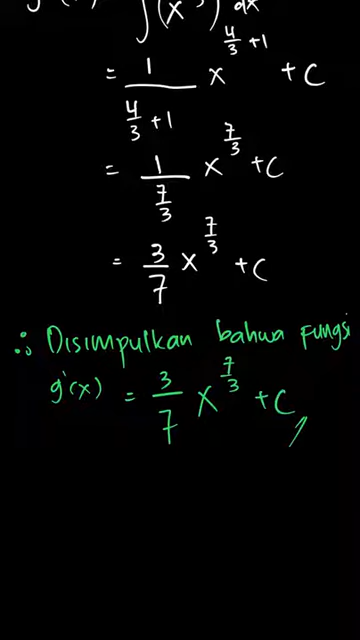 ∫(x ) dx
= 1/(4/3 + 1) x^(4/3 + 1) + C
= 1/(7/3) x^(7/3) + C
= 3/7 x^(7/3) + C
∴ Disimpulkan bahwa fungsi
g'(x) = 3/7 x^(7/3) + C